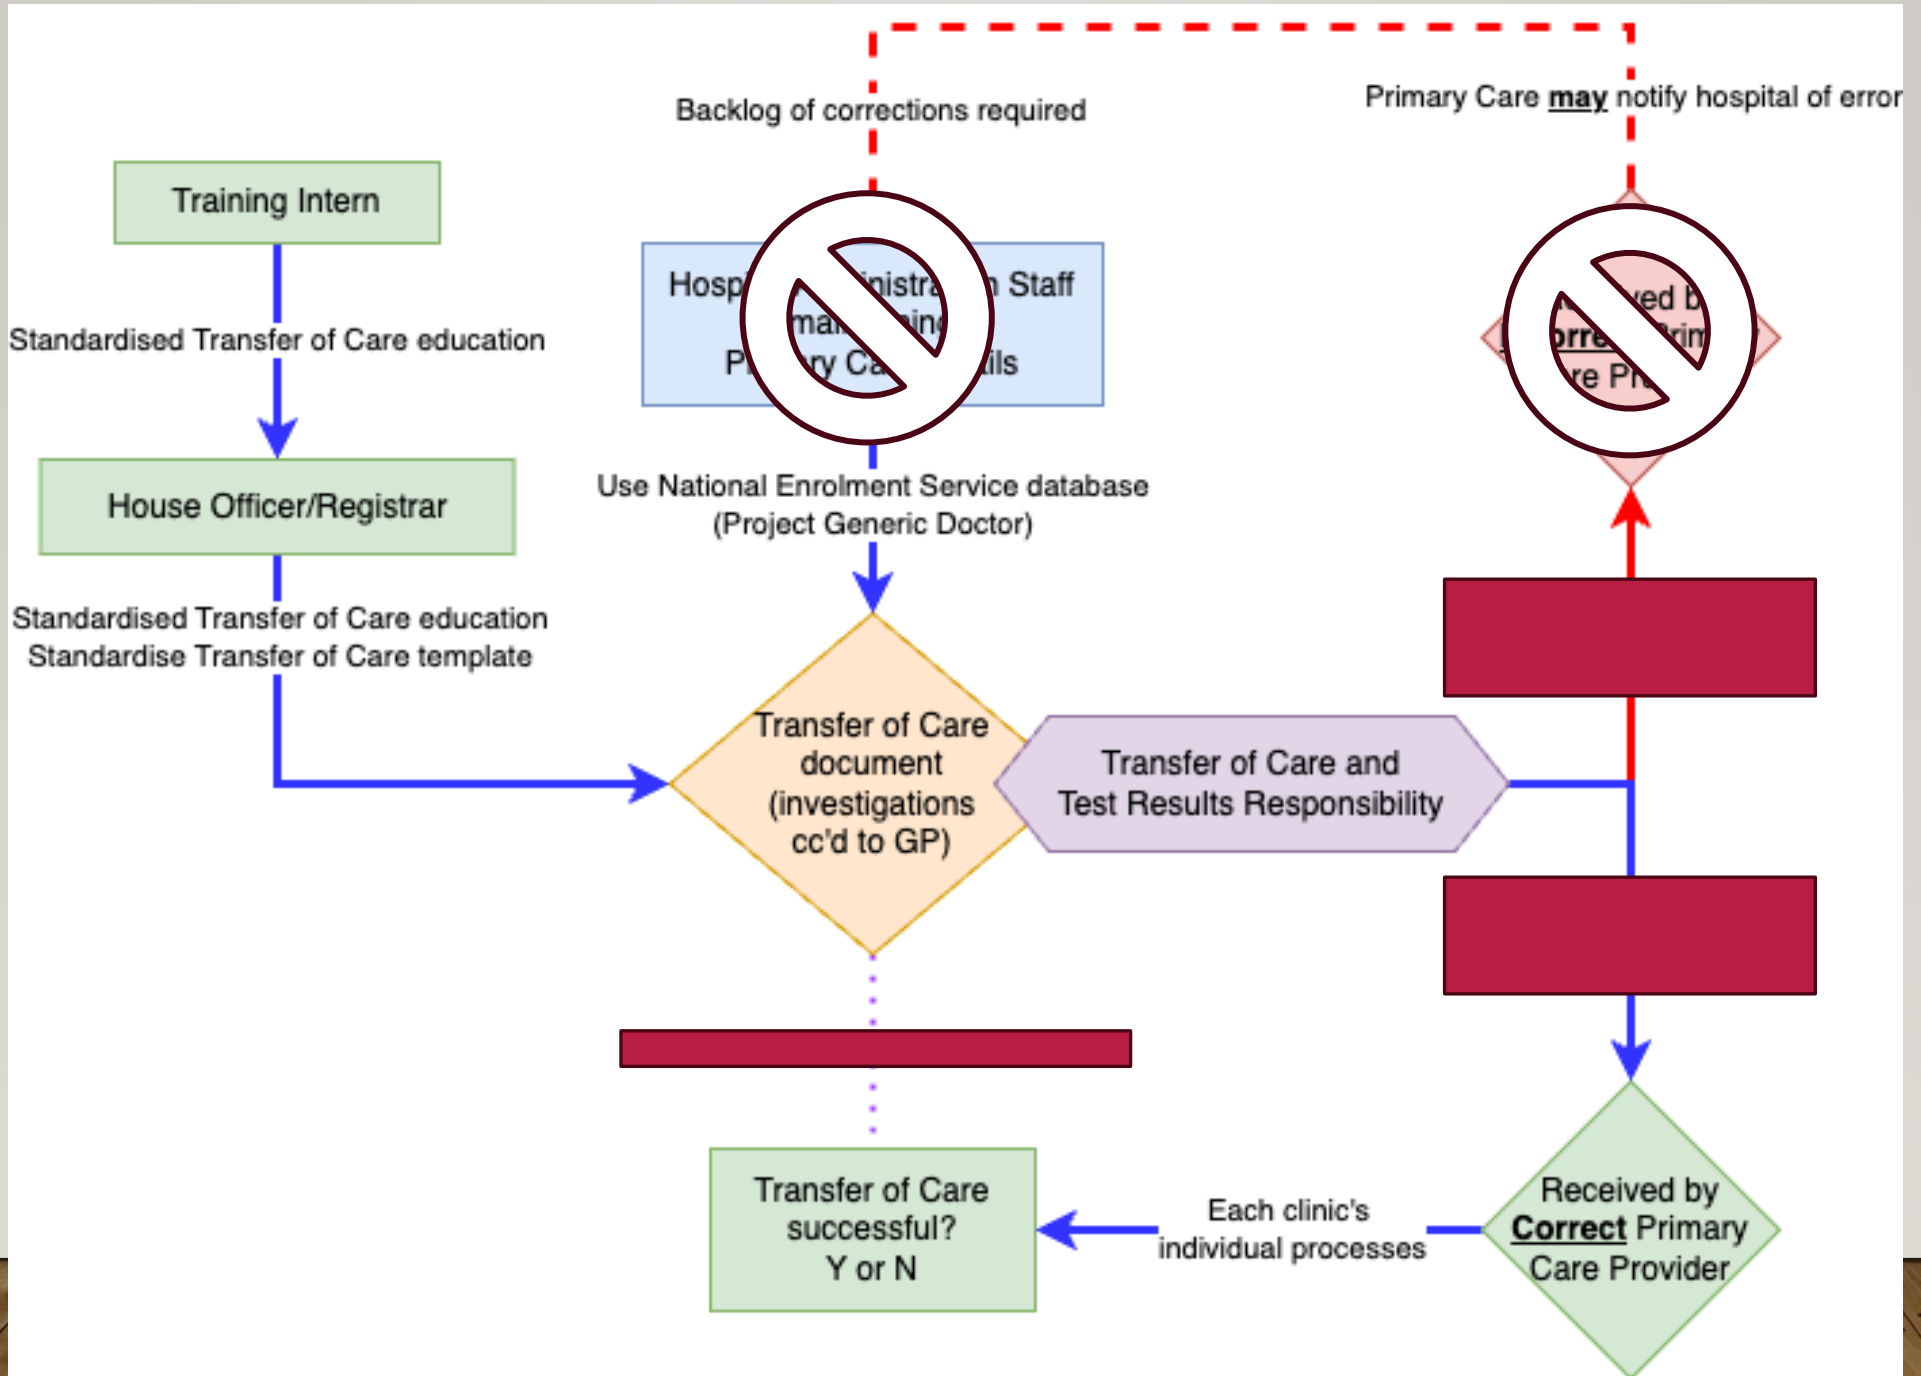 Backlog of corrections required
Primary Care may notify hospital of error
Training Intern
Staff
Standardised Transfer of Care education
House Officer/Registrar
Use National Enrolment Service database
(Project Generic Doctor)
Standardised Transfer of Care education
Standardise Transfer of Care template
Transfer of Care
document
(investigations
cc'd to GP)
Transfer of Care and
Test Results Responsibility
Transfer of Care
successful?
Y or N
Each clinic's
individual processes
Received by
Correct Primary
Care Provider